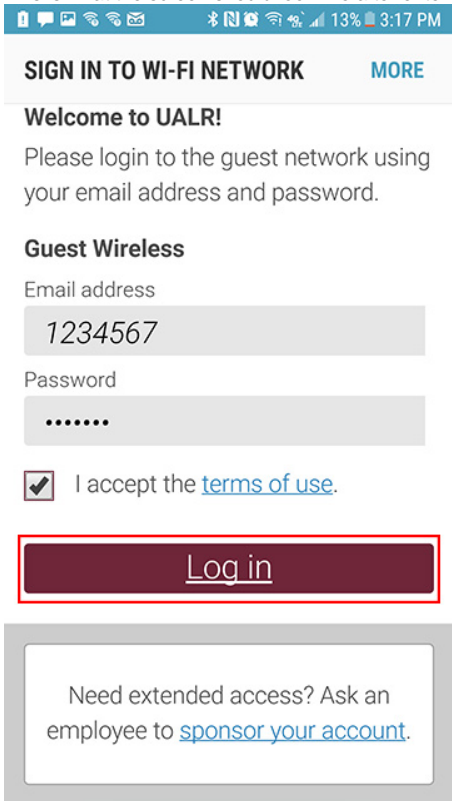 13% 3:17 PM
SIGN IN TO WI-FI NETWORK MORE
Welcome to UALR!
Please login to the guest network using
your email address and password.
Guest Wireless
Email address
1234567
Password
•••••••
I accept the terms of use.
Log in
Need extended access? Ask an
employee to sponsor your account.